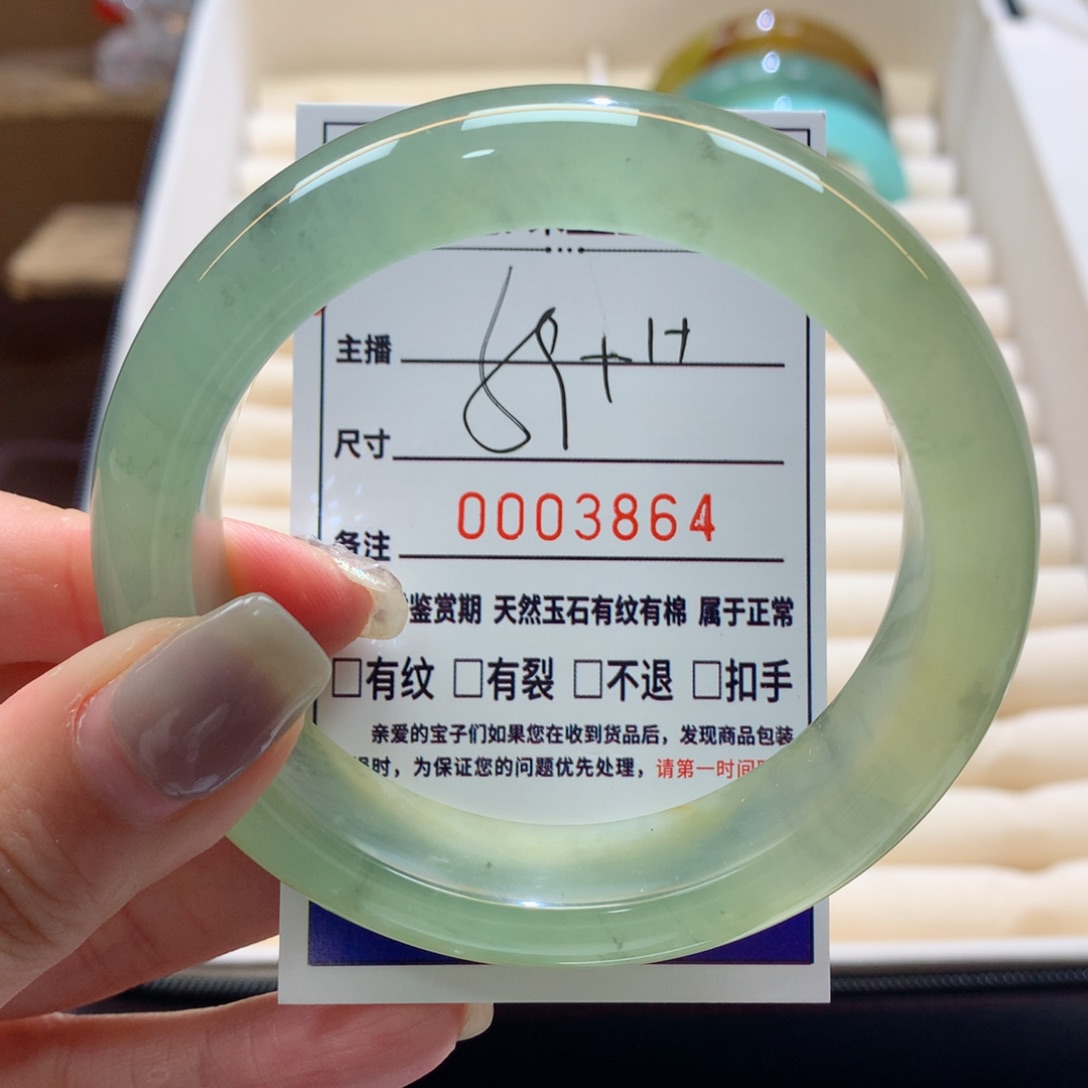 主播
尺寸
0003864
备注
鉴赏期 天然玉石有纹有棉 属于正常
□有纹 □有裂 □不退 □扣手
亲爱的宝子们如果您在收到货品后，发现商品包装
时，为保证您的问题优先处理，请第一时间